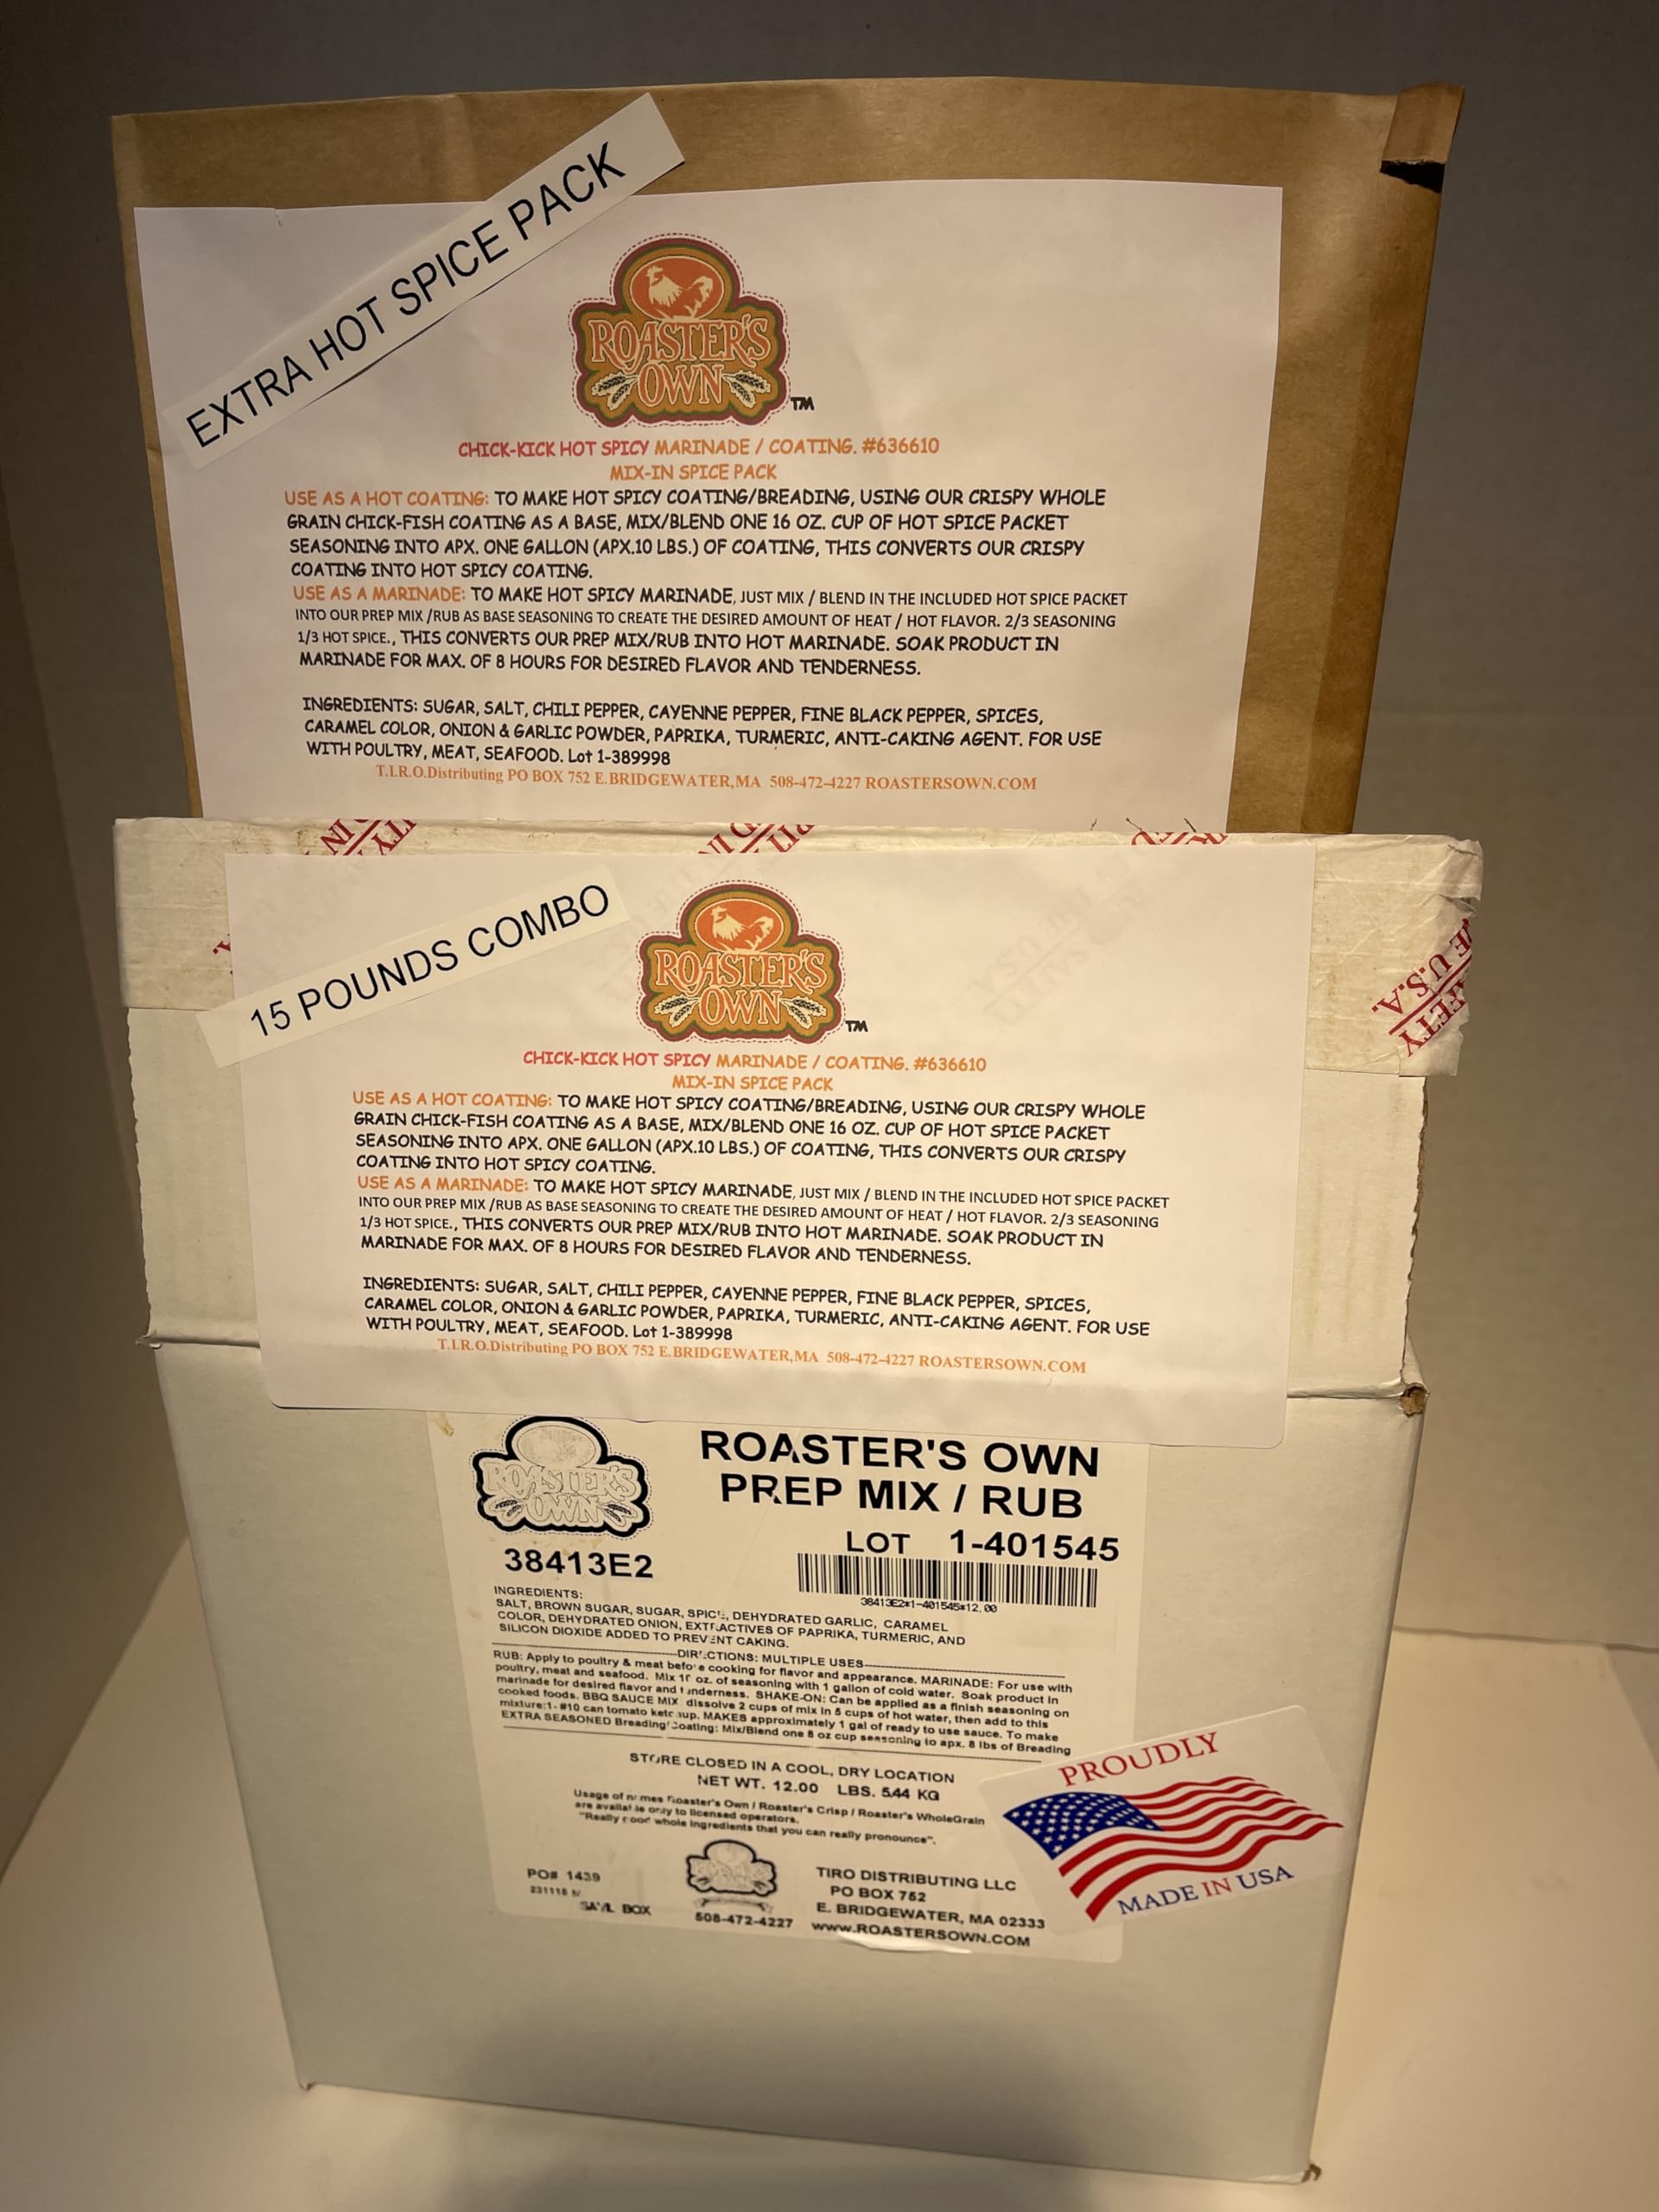 EXTRA HOT SPICE PACK
ROASTER'S
OWN
TM
CHICK-KICK HOT SPICY MARINADE / COATING. #636610
MIX-IN SPICE PACK
USE AS A HOT COATING: TO MAKE HOT SPICY COATING/BREADING, USING OUR CRISPY WHOLE
GRAIN CHICK-FISH COATING AS A BASE, MIX/BLEND ONE 16 OZ. CUP OF HOT SPICE PACKET
SEASONING INTO APX. ONE GALLON (APX.10 LBS.) OF COATING, THIS CONVERTS OUR CRISPY
COATING INTO HOT SPICY COATING.
USE AS A MARINADE: TO MAKE HOT SPICY MARINADE, JUST MIX / BLEND IN THE INCLUDED HOT SPICE PACKET
INTO OUR PREP MIX /RUB AS BASE SEASONING TO CREATE THE DESIRED AMOUNT OF HEAT / HOT FLAVOR. 2/3 SEASONING
1/3 HOT SPICE., THIS CONVERTS OUR PREP MIX/RUB INTO HOT MARINADE. SOAK PRODUCT IN
MARINADE FOR MAX. OF 8 HOURS FOR DESIRED FLAVOR AND TENDERNESS.
INGREDIENTS: SUGAR, SALT, CHILI PEPPER, CAYENNE PEPPER, FINE BLACK PEPPER, SPICES,
CARAMEL COLOR, ONION & GARLIC POWDER, PAPRIKA, TURMERIC, ANTI-CAKING AGENT. FOR USE
WITH POULTRY, MEAT, SEAFOOD. Lot 1-389998
T.I.R.O.Distributing PO BOX 752 E.BRIDGEWATER,MA 508-472-4227 ROASTERSOWN.COM
15 POUNDS COMBO
ROASTER'S
OWN
TM
E U.S.A.
AFETY
CHICK-KICK HOT SPICY MARINADE / COATING. #636610
MIX-IN SPICE PACK
USE AS A HOT COATING: TO MAKE HOT SPICY COATING/BREADING, USING OUR CRISPY WHOLE
GRAIN CHICK-FISH COATING AS A BASE, MIX/BLEND ONE 16 OZ. CUP OF HOT SPICE PACKET
SEASONING INTO APX. ONE GALLON (APX.10 LBS.) OF COATING, THIS CONVERTS OUR CRISPY
COATING INTO HOT SPICY COATING.
USE AS A MARINADE: TO MAKE HOT SPICY MARINADE, JUST MIX / BLEND IN THE INCLUDED HOT SPICE PACKET
INTO OUR PREP MIX /RUB AS BASE SEASONING TO CREATE THE DESIRED AMOUNT OF HEAT / HOT FLAVOR. 2/3 SEASONING
1/3 HOT SPICE., THIS CONVERTS OUR PREP MIX/RUB INTO HOT MARINADE. SOAK PRODUCT IN
MARINADE FOR MAX. OF 8 HOURS FOR DESIRED FLAVOR AND TENDERNESS.
INGREDIENTS: SUGAR, SALT, CHILI PEPPER, CAYENNE PEPPER, FINE BLACK PEPPER, SPICES,
CARAMEL COLOR, ONION & GARLIC POWDER, PAPRIKA, TURMERIC, ANTI-CAKING AGENT. FOR USE
WITH POULTRY, MEAT, SEAFOOD. Lot 1-389998
T.I.R.O.Distributing PO BOX 752 E.BRIDGEWATER,MA 508-472-4227 ROASTERSOWN.COM
ROASTER'S
OWN
ROASTER'S OWN
PREP MIX / RUB
LOT 1-401545
38413E2
38413E2*1-401545*12.00
INGREDIENTS:
SALT, BROWN SUGAR, SUGAR, SPICE, DEHYDRATED GARLIC, CARAMEL
COLOR, DEHYDRATED ONION, EXTRACTIVES OF PAPRIKA, TURMERIC, AND
SILICON DIOXIDE ADDED TO PREVENT CAKING.
DIRECTIONS: MULTIPLE USES
RUB: Apply to poultry & meat before cooking for flavor and appearance. MARINADE: For use with
poultry, meat and seafood. Mix oz. of seasoning with 1 gallon of cold water. Soak product in
marinade for desired flavor and tenderness. SHAKE-ON: Can be applied as a finish seasoning on
cooked foods. BBQ SAUCE MIX dissolve 2 cups of mix in 5 cups of hot water, then add to this
mixture:1- #10 can tomato ketchup. MAKES approximately 1 gal of ready to use sauce. To make
EXTRA SEASONED Breading/Coating: Mix/Blend one 8 oz cup seasoning to apx. 8 lbs of Breading
STORE CLOSED IN A COOL, DRY LOCATION
NET WT. 12.00 LBS. 5.44 KG
Usage of names Roaster's Own / Roaster's Crisp / Roaster's WholeGrain
are available only to licensed operators.
"Really good whole ingredients that you can really pronounce".
PROUDLY
MADE IN USA
PO# 1439
231115
BOX
508-472-4227
TIRO DISTRIBUTING LLC
PO BOX 752
E. BRIDGEWATER, MA 02333
www.ROASTERSOWN.COM